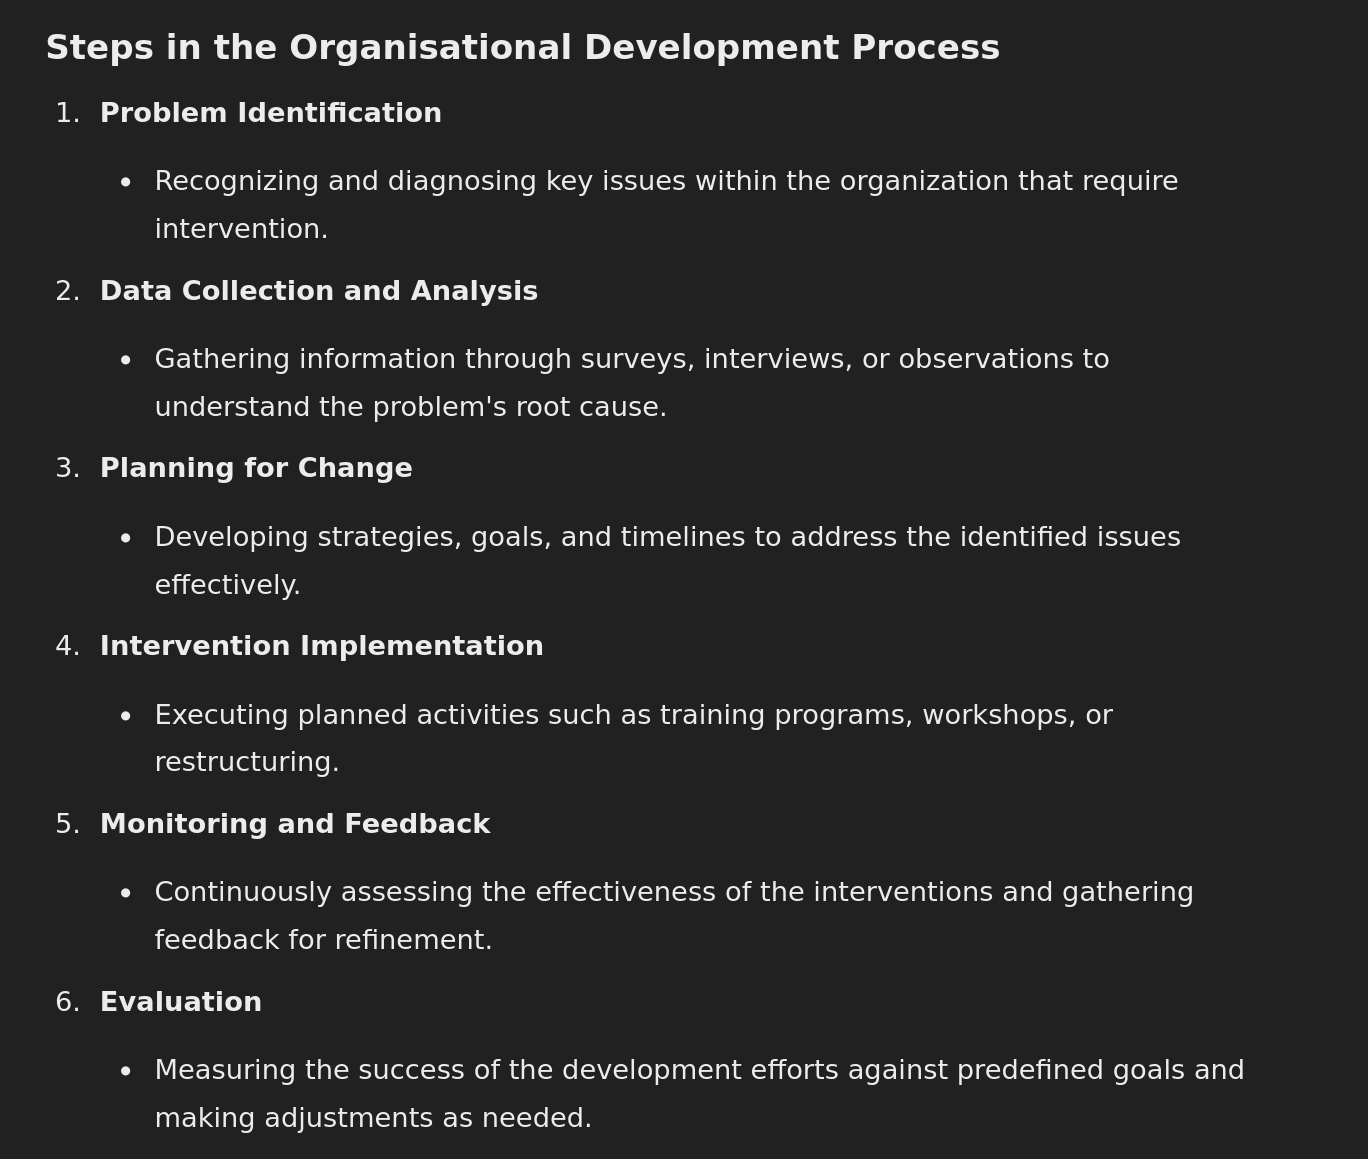 Steps in the Organisational Development Process
1. Problem Identification
• Recognizing and diagnosing key issues within the organization that require
intervention.
2. Data Collection and Analysis
• Gathering information through surveys, interviews, or observations to
understand the problem's root cause.
3. Planning for Change
• Developing strategies, goals, and timelines to address the identified issues
effectively.
4. Intervention Implementation
• Executing planned activities such as training programs, workshops, or
restructuring.
5. Monitoring and Feedback
• Continuously assessing the effectiveness of the interventions and gathering
feedback for refinement.
6. Evaluation
• Measuring the success of the development efforts against predefined goals and
making adjustments as needed.